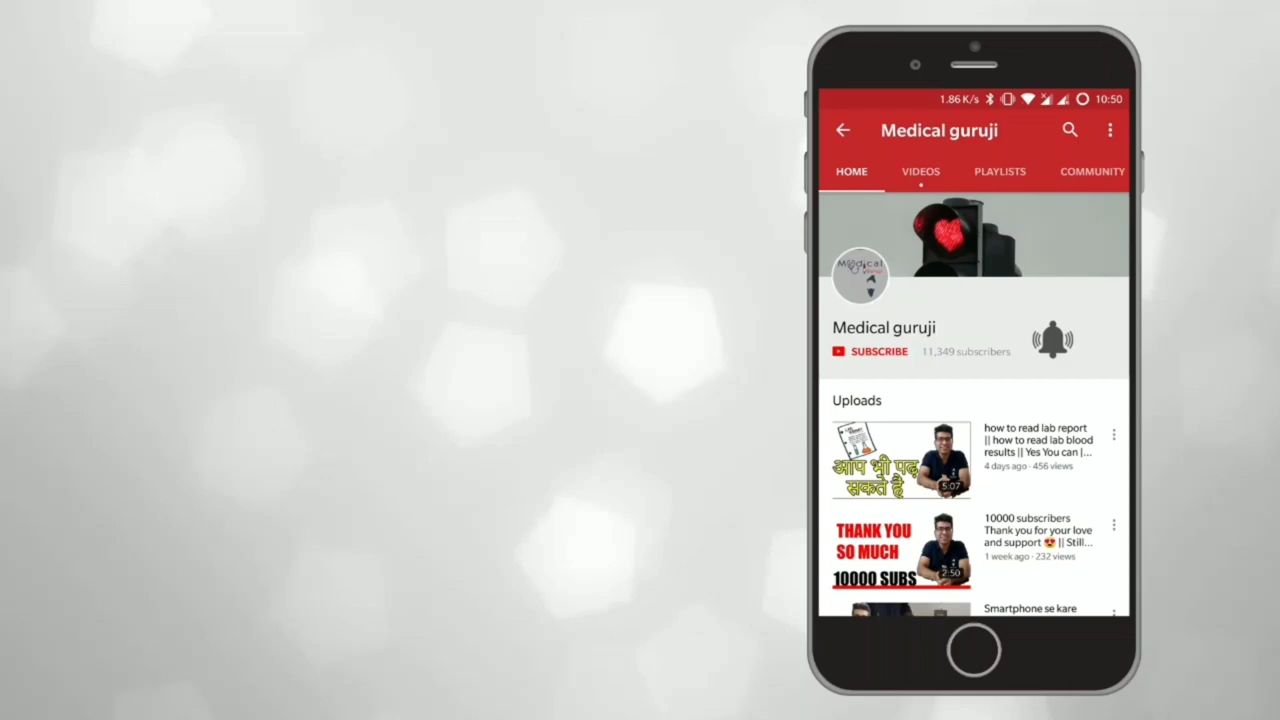 1.86 K/s 10:50
Medical guruji
HOME VIDEOS PLAYLISTS COMMUNITY
Medical
Medical guruji
SUBSCRIBE 11,349 subscribers
Uploads
आप भी पढ़
सकते है
5:07
how to read lab report
|| how to read lab blood
results || Yes You can |...
4 days ago · 456 views
THANK YOU
SO MUCH
10000 SUBS
2:50
10000 subscribers
Thank you for your love
and support 😍 || Still...
1 week ago · 232 views
Smartphone se kare